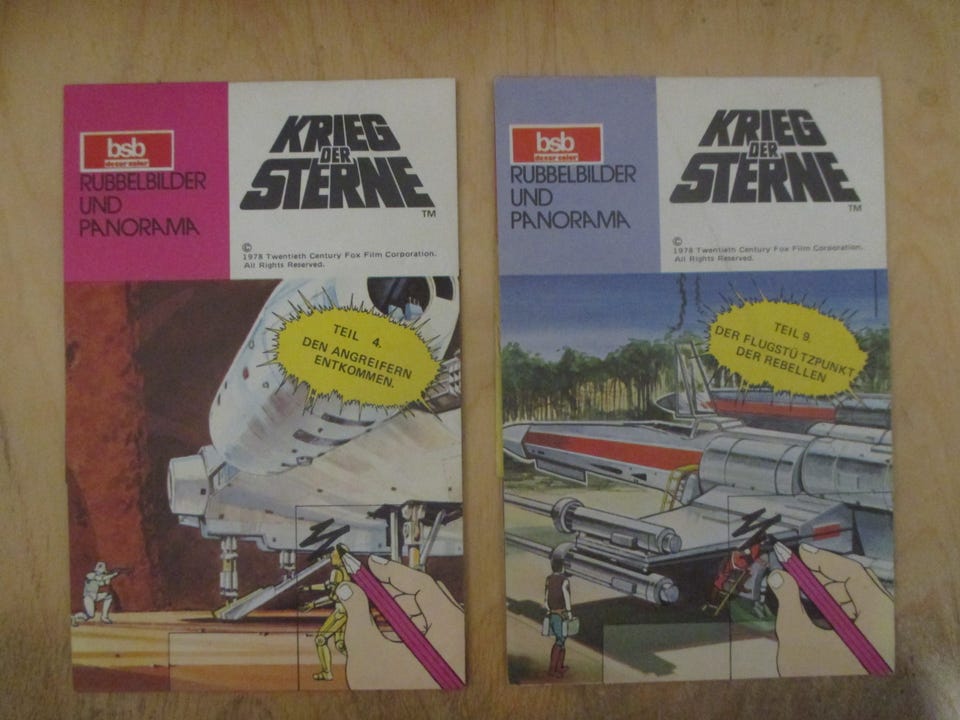 bsb
decor color
RUBBELBILDER
UND
PANORAMA
KRIEG
DER
STERNE
TM
©
1978 Twentieth Century Fox Film Corporation.
All Rights Reserved.
TEIL 4.
DEN ANGREIFERN
ENTKOMMEN.
bsb
decor color
RUBBELBILDER
UND
PANORAMA
KRIEG
DER
STERNE
TM
©
1978 Twentieth Century Fox Film Corporation.
All Rights Reserved.
TEIL 9.
DER FLUGSTÜ TZPUNKT
DER REBELLEN